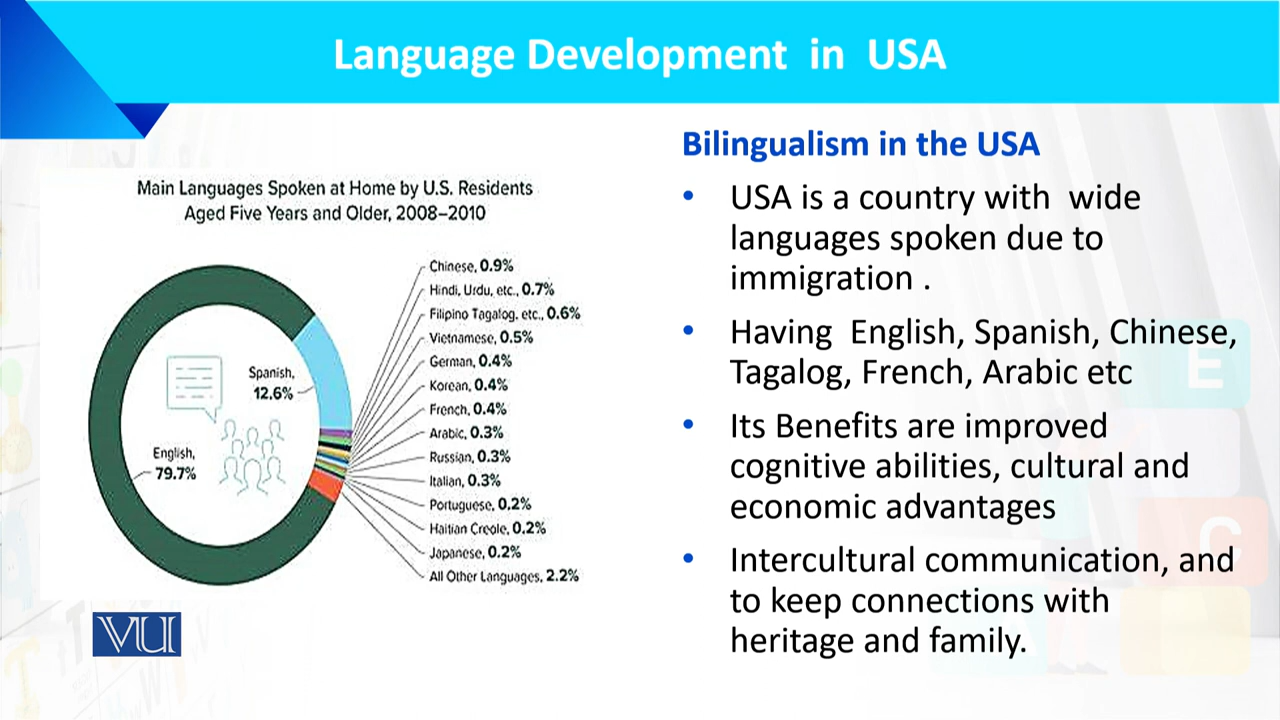 Language Development in USA
Main Languages Spoken at Home by U.S. Residents
Aged Five Years and Older, 2008–2010
Chinese, 0.9%
Hindi, Urdu, etc., 0.7%
Filipino Tagalog, etc., 0.6%
Vietnamese, 0.5%
German, 0.4%
Korean, 0.4%
French, 0.4%
Arabic, 0.3%
Russian, 0.3%
Italian, 0.3%
Portuguese, 0.2%
Haitian Creole, 0.2%
Japanese, 0.2%
All Other Languages, 2.2%
Spanish,
12.6%
English,
79.7%
VU
Bilingualism in the USA
• USA is a country with wide
languages spoken due to
immigration .
• Having English, Spanish, Chinese,
Tagalog, French, Arabic etc
• Its Benefits are improved
cognitive abilities, cultural and
economic advantages
• Intercultural communication, and
to keep connections with
heritage and family.
E
C